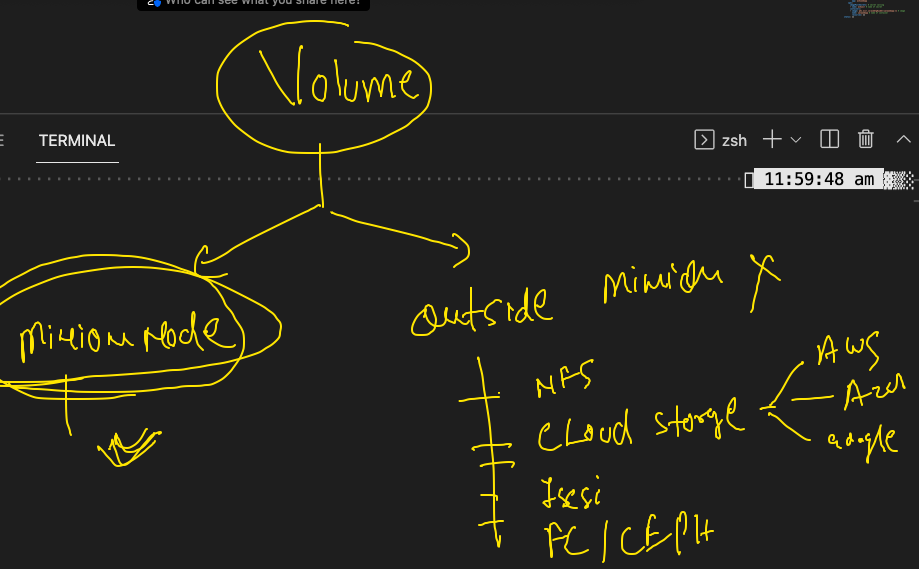 Who can see what you share here?
Volume
TERMINAL
zsh
11:59:48 am
Minion Node
outside minion X
NFS
Cloud storge
AWS
Azur
google
Iscsi
FC / CEPH